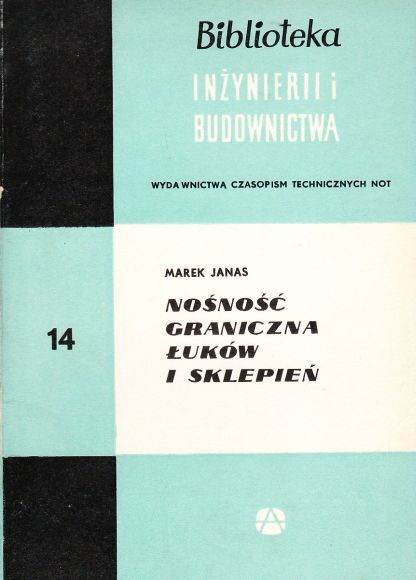 Biblioteka
INŻYNIERII i
BUDOWNICTWA
WYDAWNICTWA CZASOPISM TECHNICZNYCH NOT
MAREK JANAS
NOŚNOŚĆ
GRANICZNA
ŁUKÓW
I SKLEPIEŃ
14